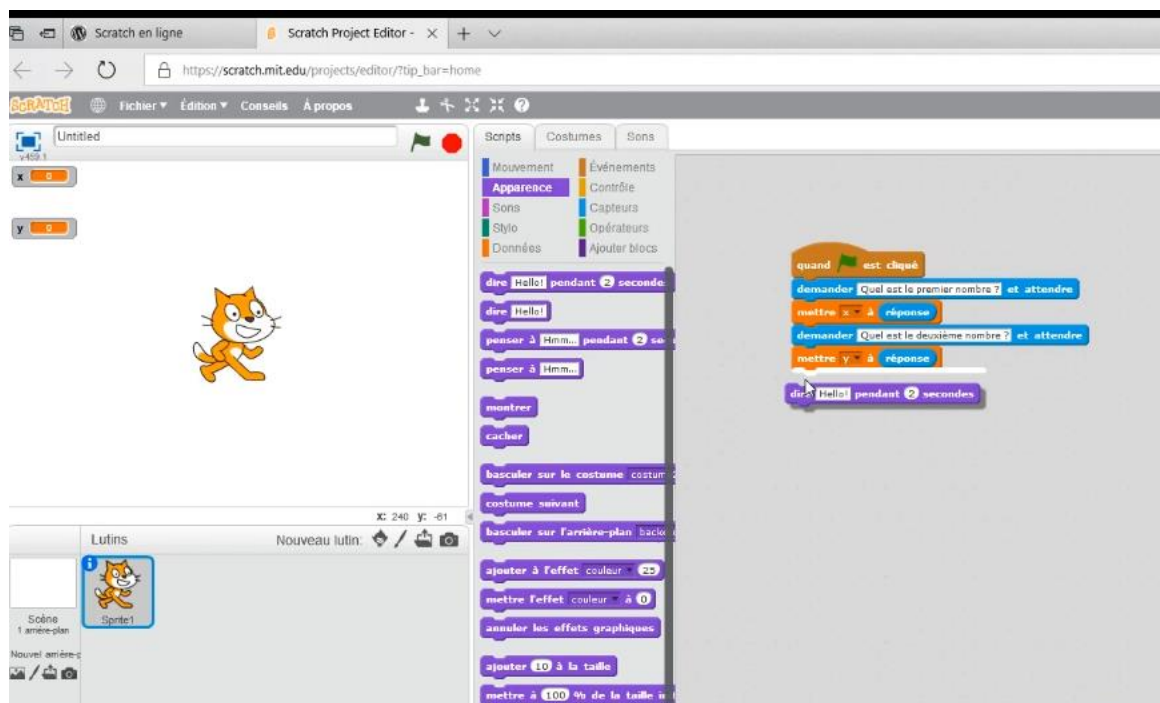 Scratch en ligne
Scratch Project Editor -
https://scratch.mit.edu/projects/editor/?tip_bar=home
SCRATCH Fichier Édition Conseils À propos
Untitled
v459.1
x 0
y 0
X: 240 y: -61
Lutins Nouveau lutin:
Scène
1 arrière-plan
Sprite1
Nouvel arrière-p
Scripts Costumes Sons
Mouvement Événements
Apparence Contrôle
Sons Capteurs
Stylo Opérateurs
Données Ajouter blocs
dire Hello! pendant 2 seconde
dire Hello!
penser à Hmm... pendant 2 se
penser à Hmm...
montrer
cacher
basculer sur le costume costum
costume suivant
basculer sur l'arrière-plan back
ajouter à l'effet couleur 25
mettre l'effet couleur à 0
annuler les effets graphiques
ajouter 10 à la taille
mettre à 100 % de la taille in
quand est cliqué
demander Quel est le premier nombre ? et attendre
mettre x à réponse
demander Quel est le deuxième nombre ? et attendre
mettre y à réponse
dire Hello! pendant 2 secondes